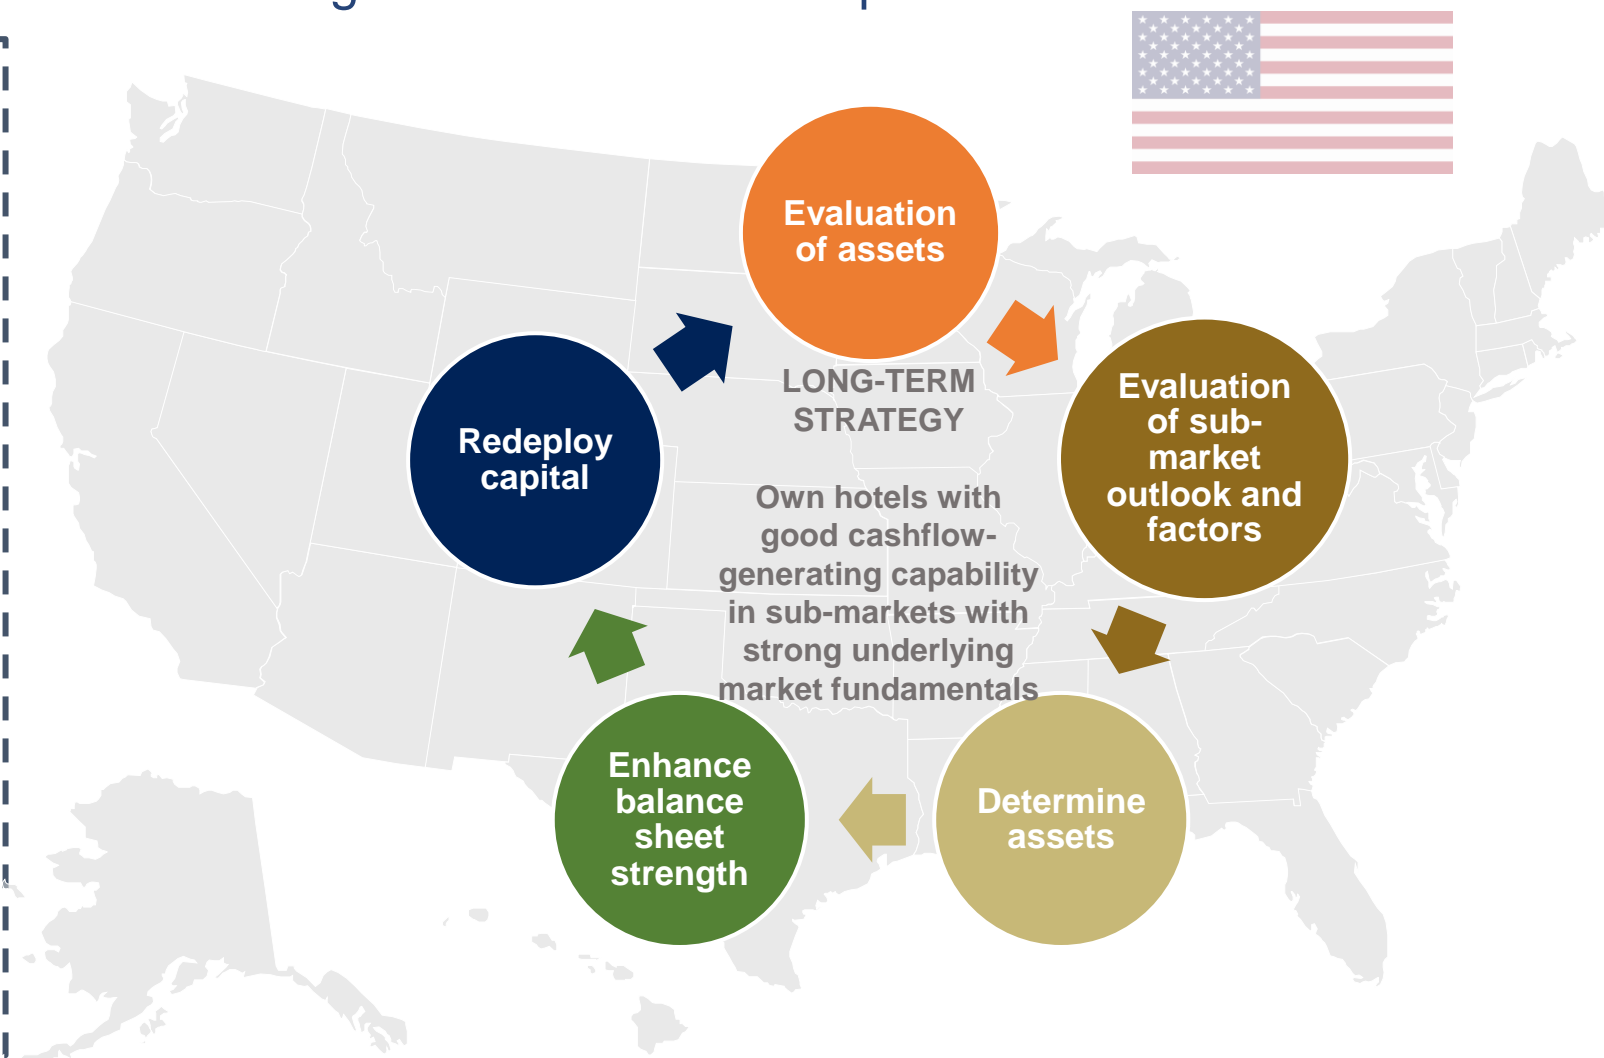 Evaluation
of assets
LONG-TERM
STRATEGY
Evaluation
of sub-
market
outlook and
factors
Redeploy
capital
Own hotels with
good cashflow-
generating capability
in sub-markets with
strong underlying
market fundamentals
Enhance
balance
sheet
strength
Determine
assets